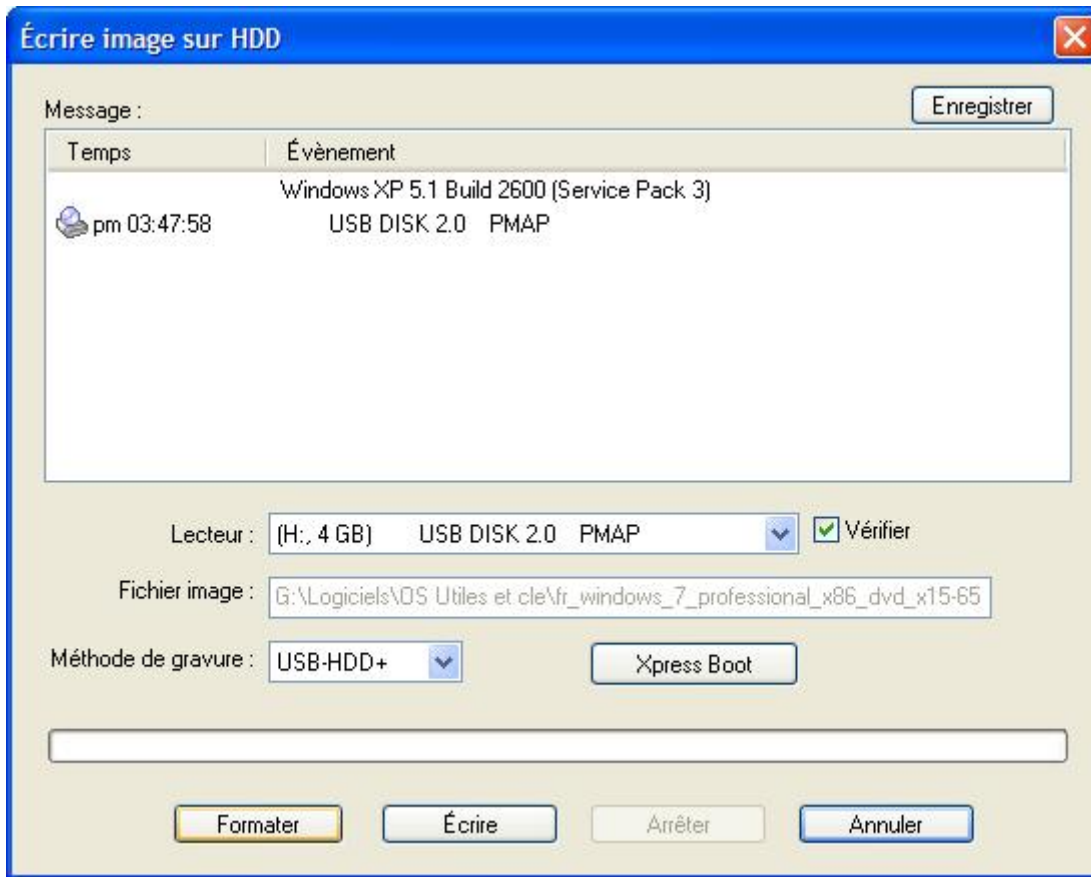 Écrire image sur HDD
Message :
Enregistrer
Temps Évènement
Windows XP 5.1 Build 2600 (Service Pack 3)
pm 03:47:58 USB DISK 2.0 PMAP
Lecteur : (H:, 4 GB) USB DISK 2.0 PMAP Vérifier
Fichier image : G:\Logiciels\OS Utiles et cle\fr_windows_7_professional_x86_dvd_x15-65
Méthode de gravure : USB-HDD+ Xpress Boot
Formater Écrire Arrêter Annuler